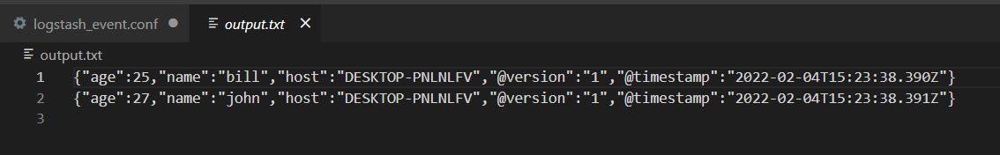 logstash_event.conf output.txt
output.txt
1 {"age":25,"name":"bill","host":"DESKTOP-PNLNLFV","@version":"1","@timestamp":"2022-02-04T15:23:38.390Z"}
2 {"age":27,"name":"john","host":"DESKTOP-PNLNLFV","@version":"1","@timestamp":"2022-02-04T15:23:38.391Z"}
3